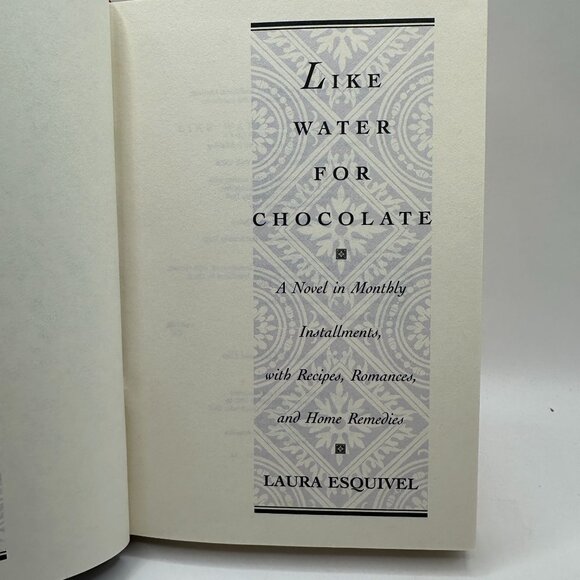 LIKE
WATER
FOR
CHOCOLATE
A Novel in Monthly
Installments,
with Recipes, Romances,
and Home Remedies
LAURA ESQUIVEL